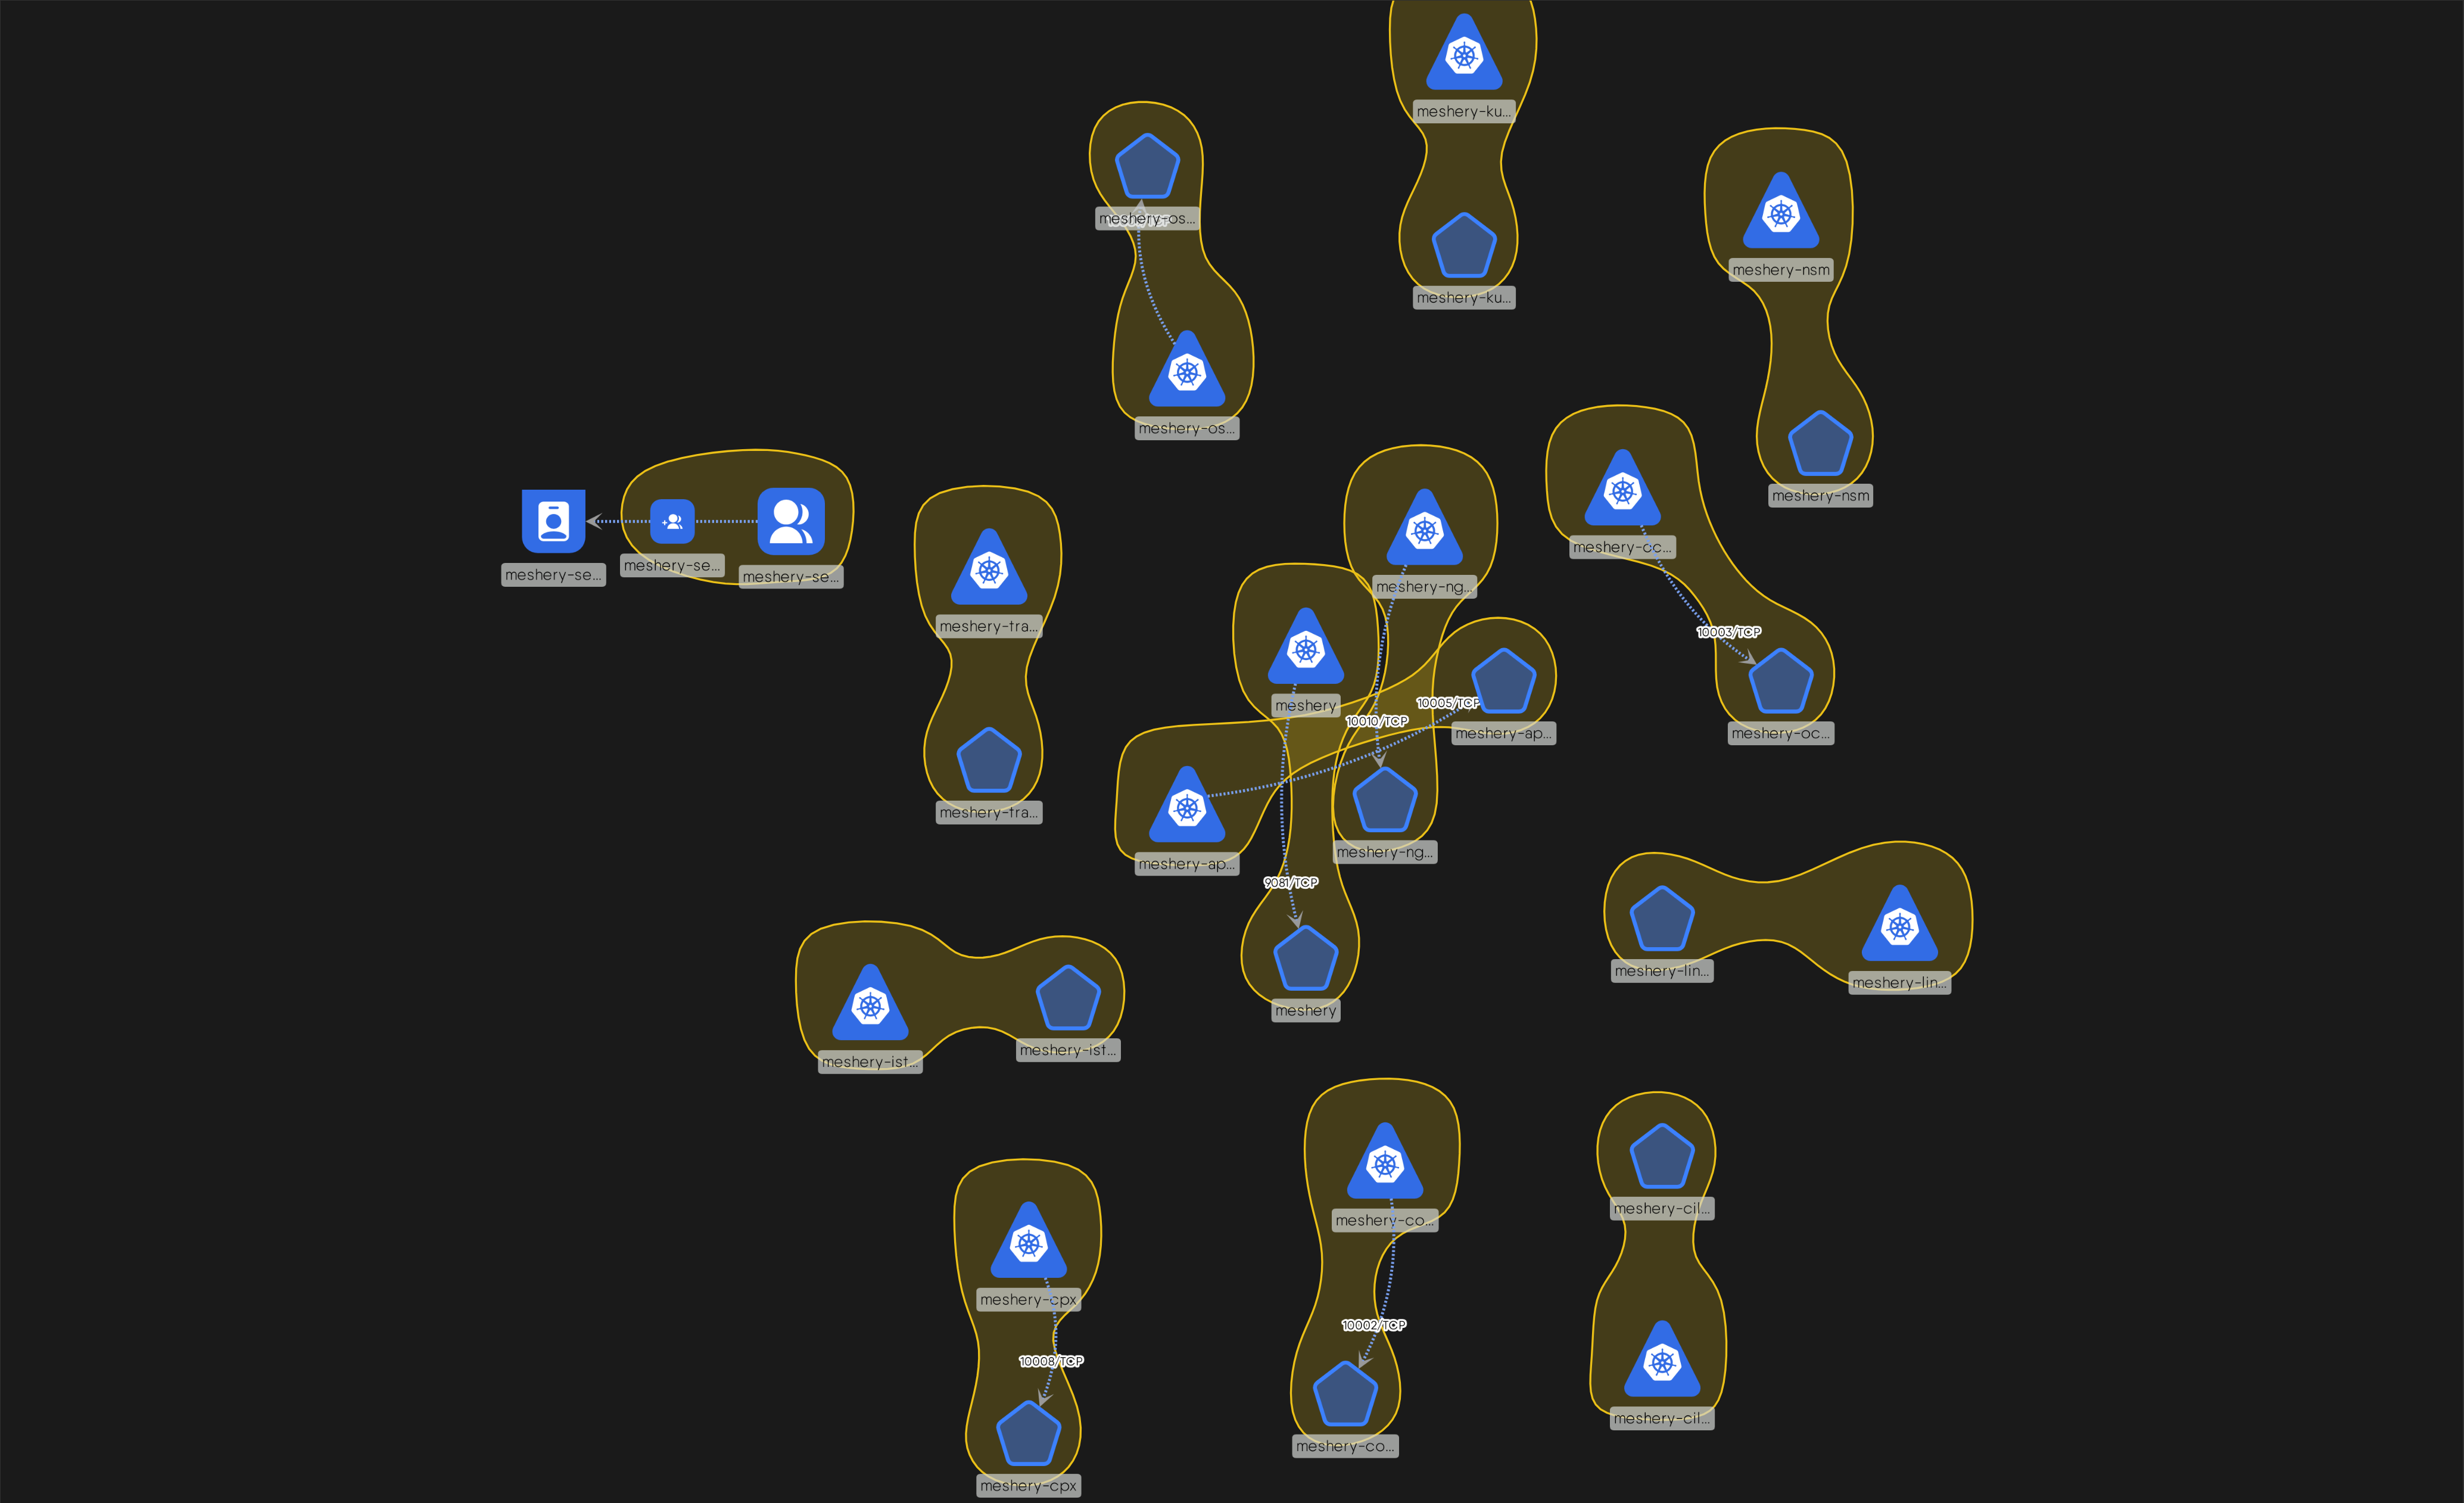 meshery-ku...
meshery-os...
meshery-nsm
meshery-ku...
meshery-os...
meshery-nsm
meshery-oc...
meshery-se...
meshery-se...
meshery-se...
meshery-ng...
meshery-tra...
10003/TCP
meshery
10005/TCP
10010/TCP
meshery-ap...
meshery-oc...
meshery-tra...
meshery-ng...
meshery-ap...
9081/TCP
meshery-lin...
meshery-lin...
meshery
meshery-ist...
meshery-ist...
meshery-cil...
meshery-co...
meshery-cpx
10002/TCP
10008/TCP
meshery-cil...
meshery-co...
meshery-cpx